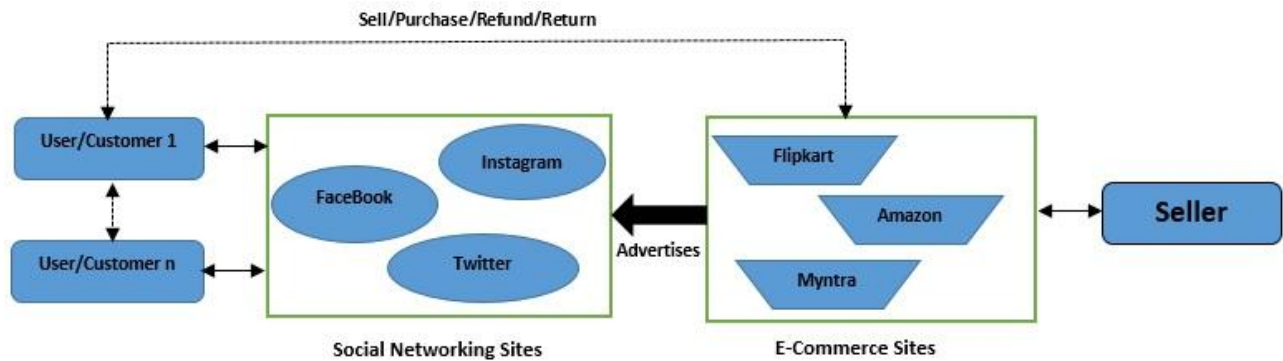 Sell/Purchase/Refund/Return
User/Customer 1
Instagram
FaceBook
Twitter
User/Customer n
Advertises
Flipkart
Amazon
Myntra
Seller
Social Networking Sites
E-Commerce Sites